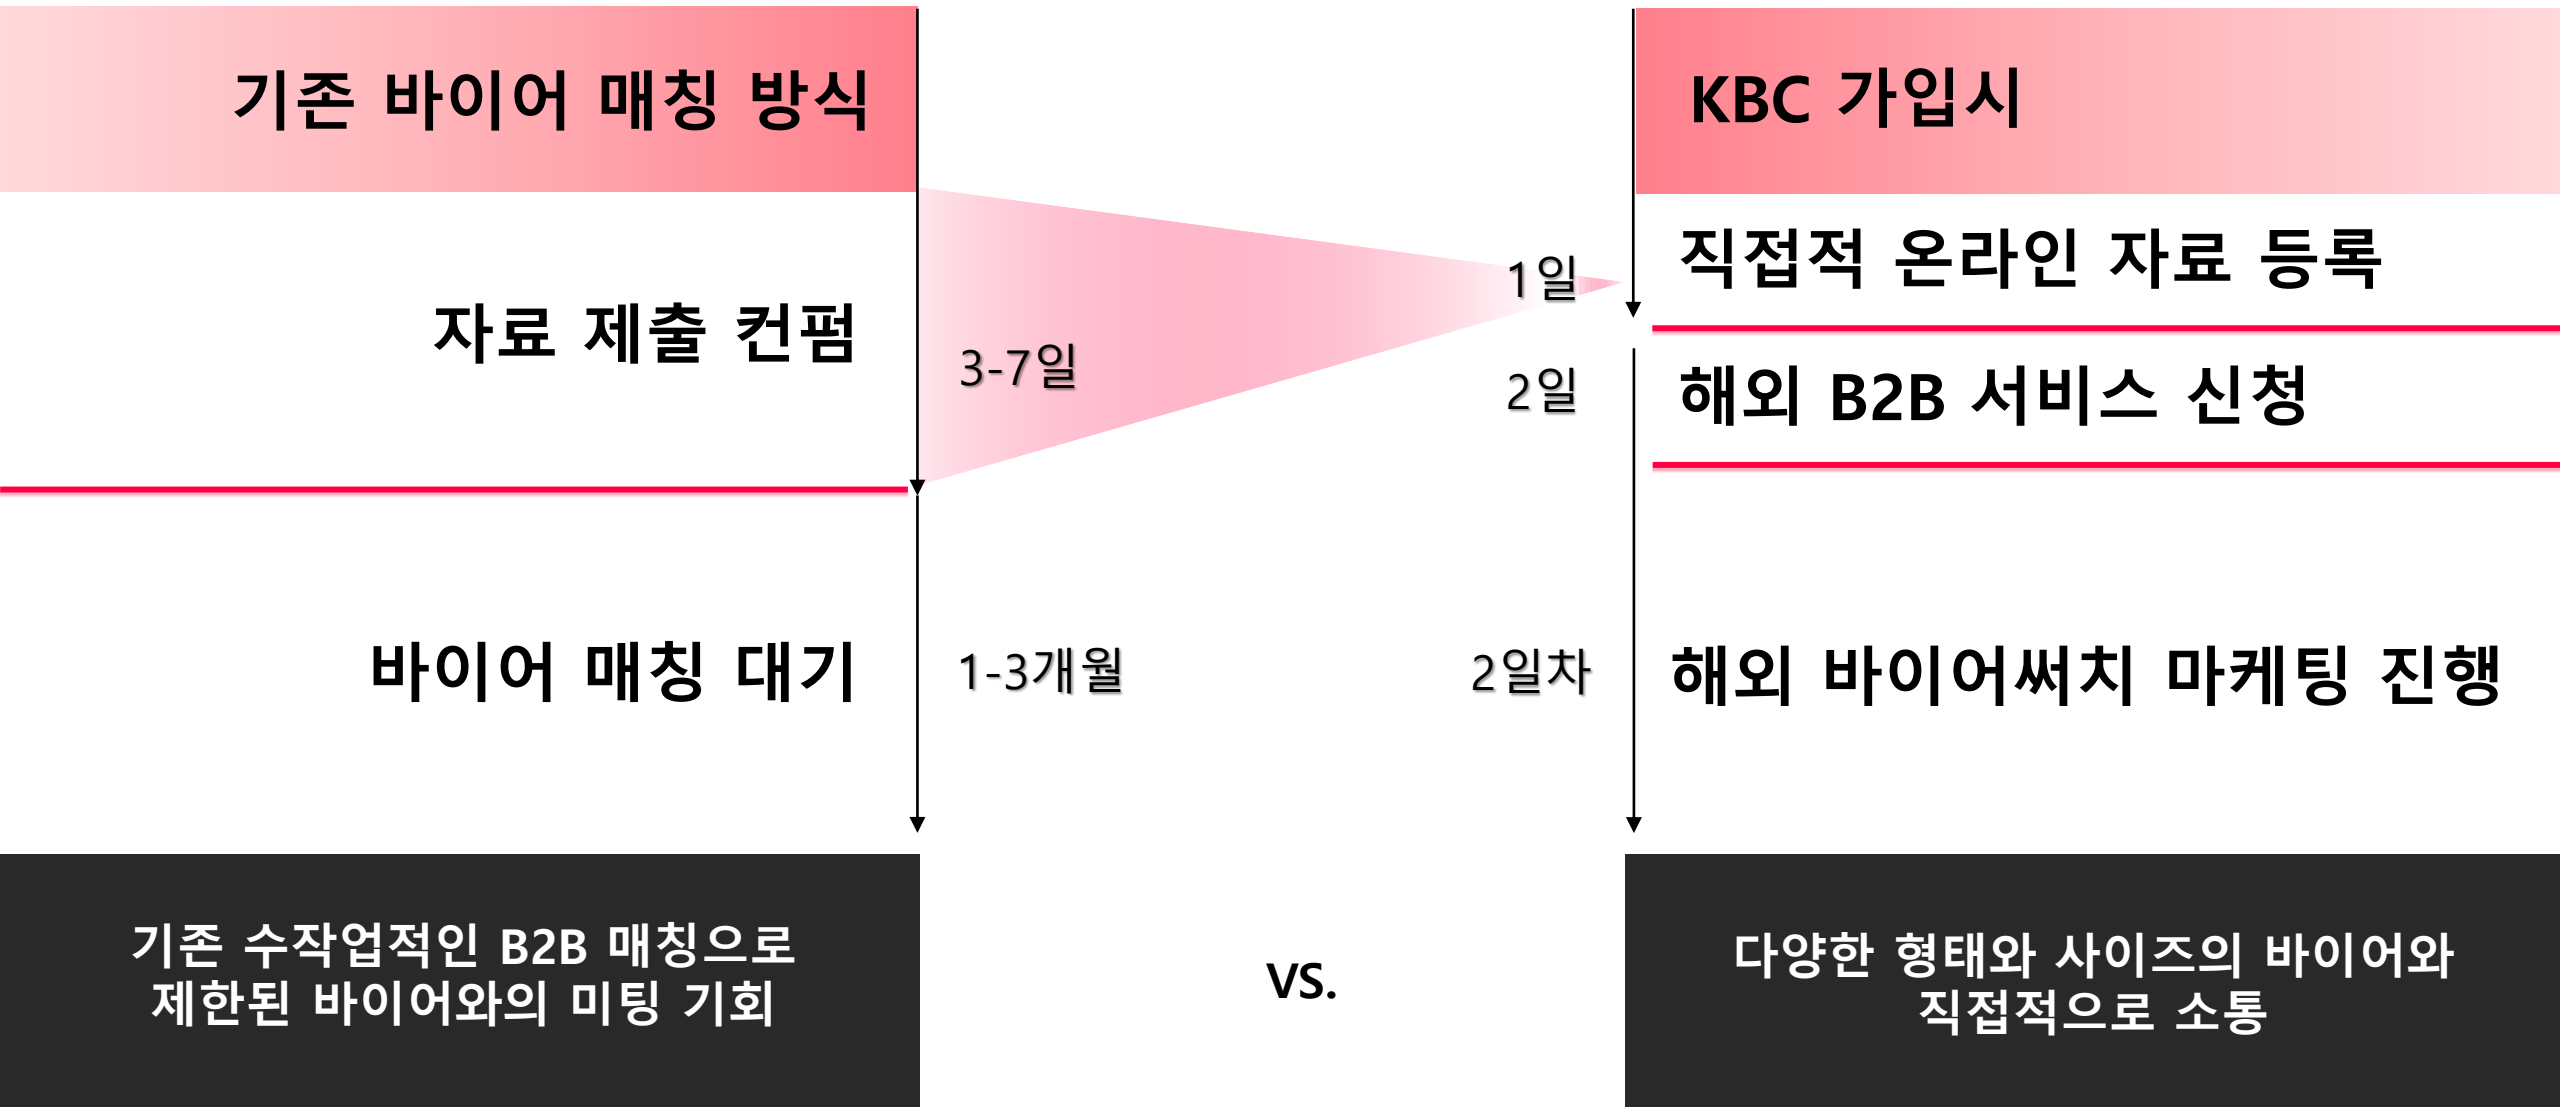 기존 바이어 매칭 방식
자료 제출 컨펌
3-7일
바이어 매칭 대기
1-3개월
기존 수작업적인 B2B 매칭으로
제한된 바이어와의 미팅 기회
VS.
KBC 가입시
1일
직접적 온라인 자료 등록
2일
해외 B2B 서비스 신청
2일차
해외 바이어써치 마케팅 진행
다양한 형태와 사이즈의 바이어와
직접적으로 소통